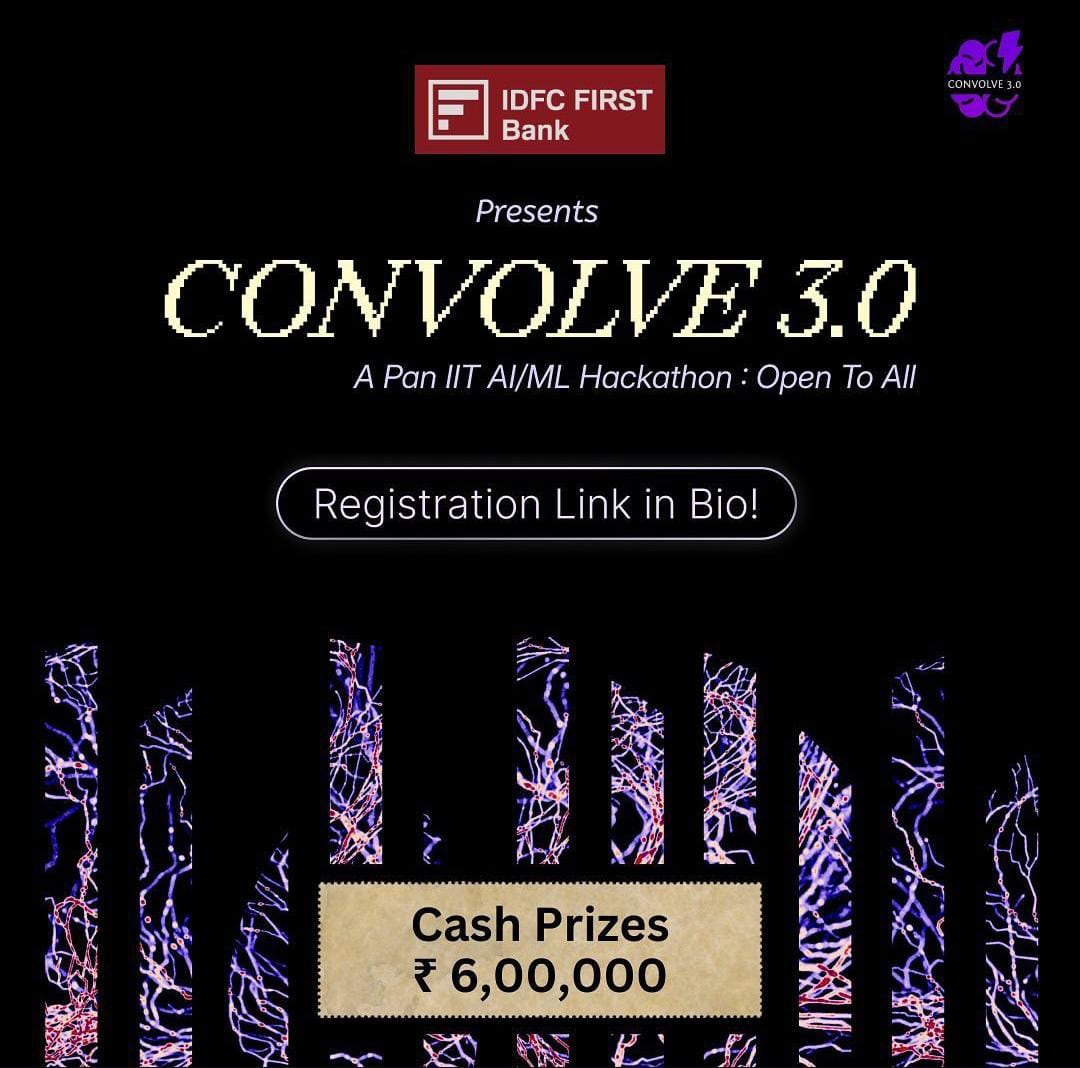 IDFC FIRST
Bank
CONVOLVE 3.0
Presents
CONVOLVE 3.0
A Pan IIT AI/ML Hackathon : Open To All
Registration Link in Bio!
Cash Prizes
₹ 6,00,000